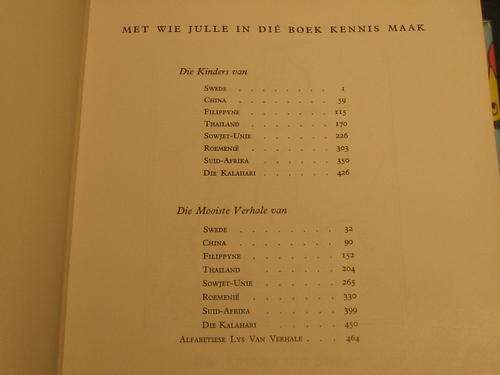 MET WIE JULLE IN DIÉ BOEK KENNIS MAAK
Die Kinders van
SWEDE . . . . . . . . 1
CHINA . . . . . . . . 59
FILIPPYNE . . . . . . . 115
THAILAND . . . . . . . 170
SOWJET-UNIE . . . . . . 226
ROEMENIË . . . . . . . 303
SUID-AFRIKA . . . . . . 350
DIE KALAHARI . . . . . . 426
Die Mooiste Verhale van
SWEDE . . . . . . . . 32
CHINA . . . . . . . . 90
FILIPPYNE . . . . . . . 152
THAILAND . . . . . . 204
SOWJET-UNIE . . . . . . 265
ROEMENIË . . . . . . . 330
SUID-AFRIKA . . . . . . 399
DIE KALAHARI . . . . . 450
ALFABETIESE LYS VAN VERHALE . . . 464